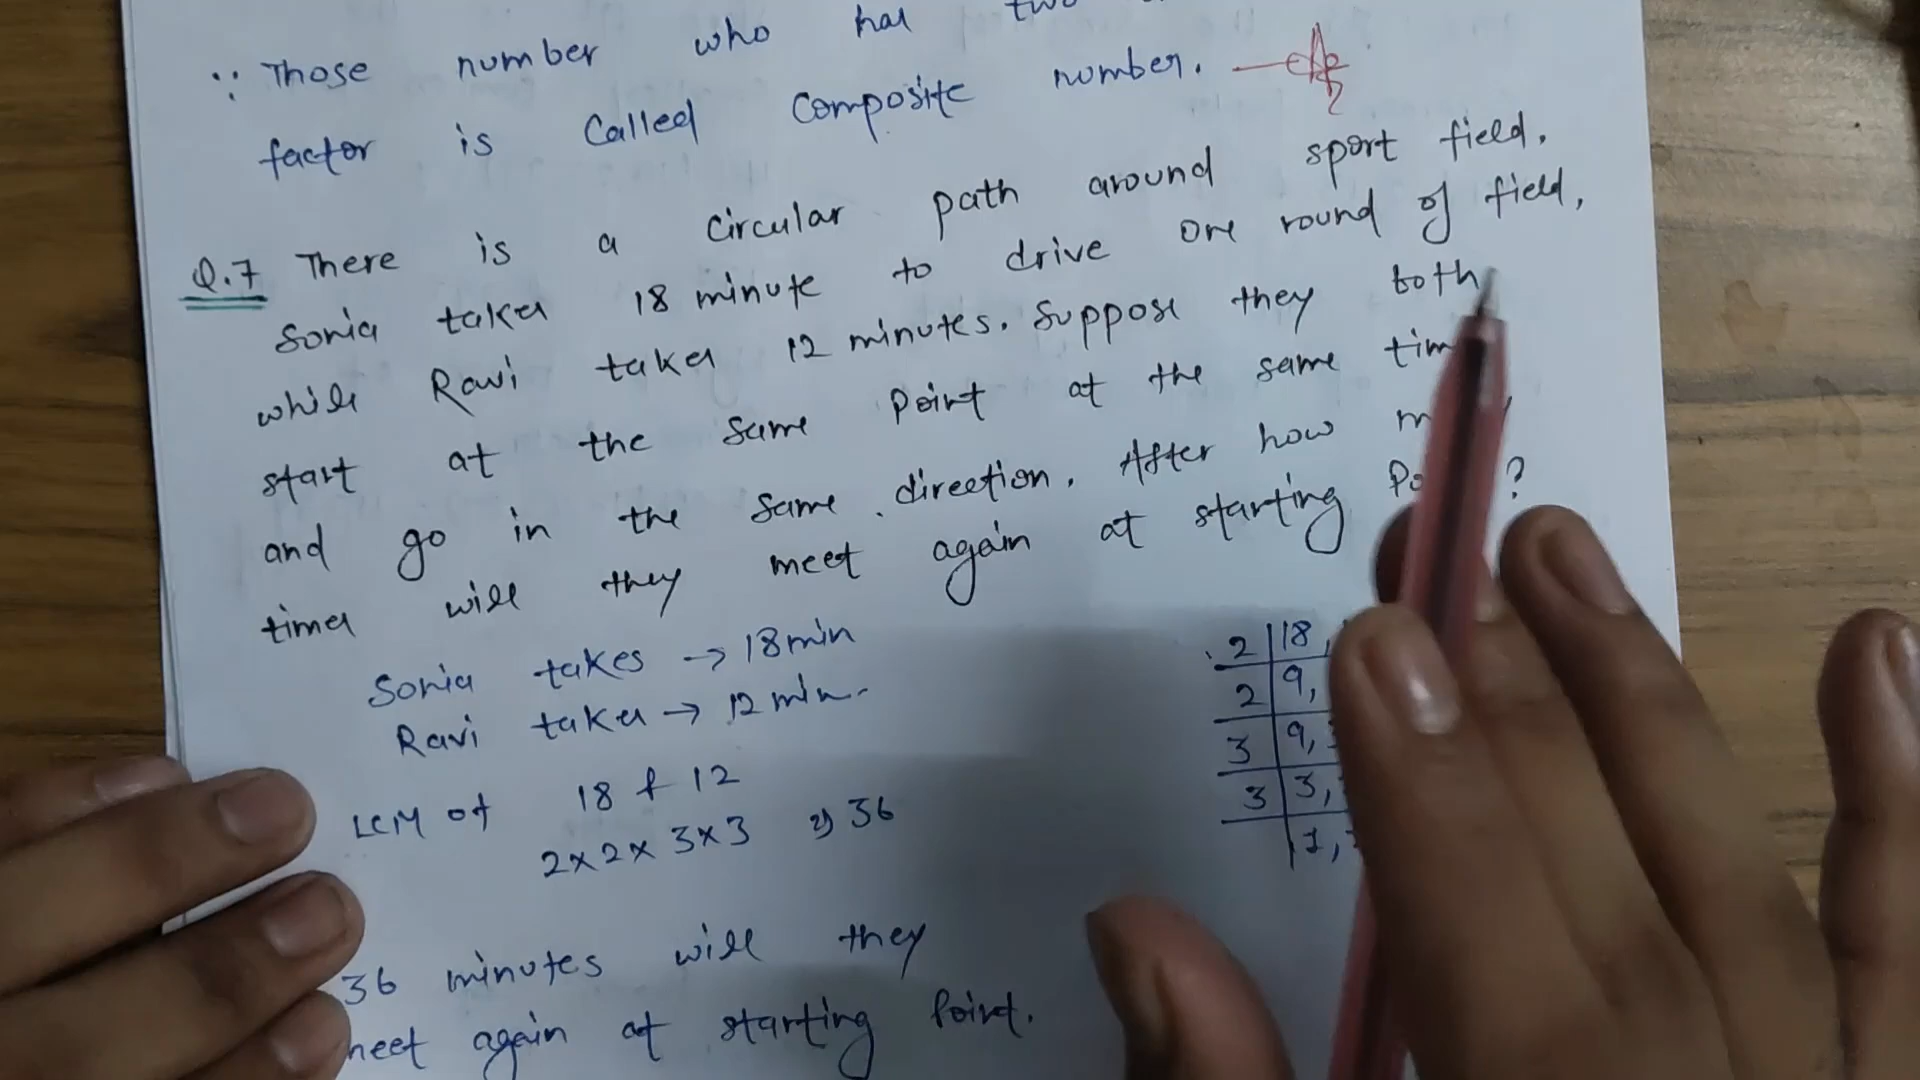 ∵ Those number who has two
factor is Called Composite number.
Q.7 There is a Circular path around sport field.
Sonia takes 18 minute to drive one round of field,
while Ravi takes 12 minutes. Suppose they both
start at the same Point at the same
and go in the same direction. After how
times will they meet again at starting ?
Sonia takes → 18min
Ravi takes → 12 min.
LCM of 18 & 12
2×2×3×3 ⇒ 36
2 | 18,
2 | 9,
3 | 9,
3 | 3,
| 1,
36 minutes will they
meet again at starting Point.